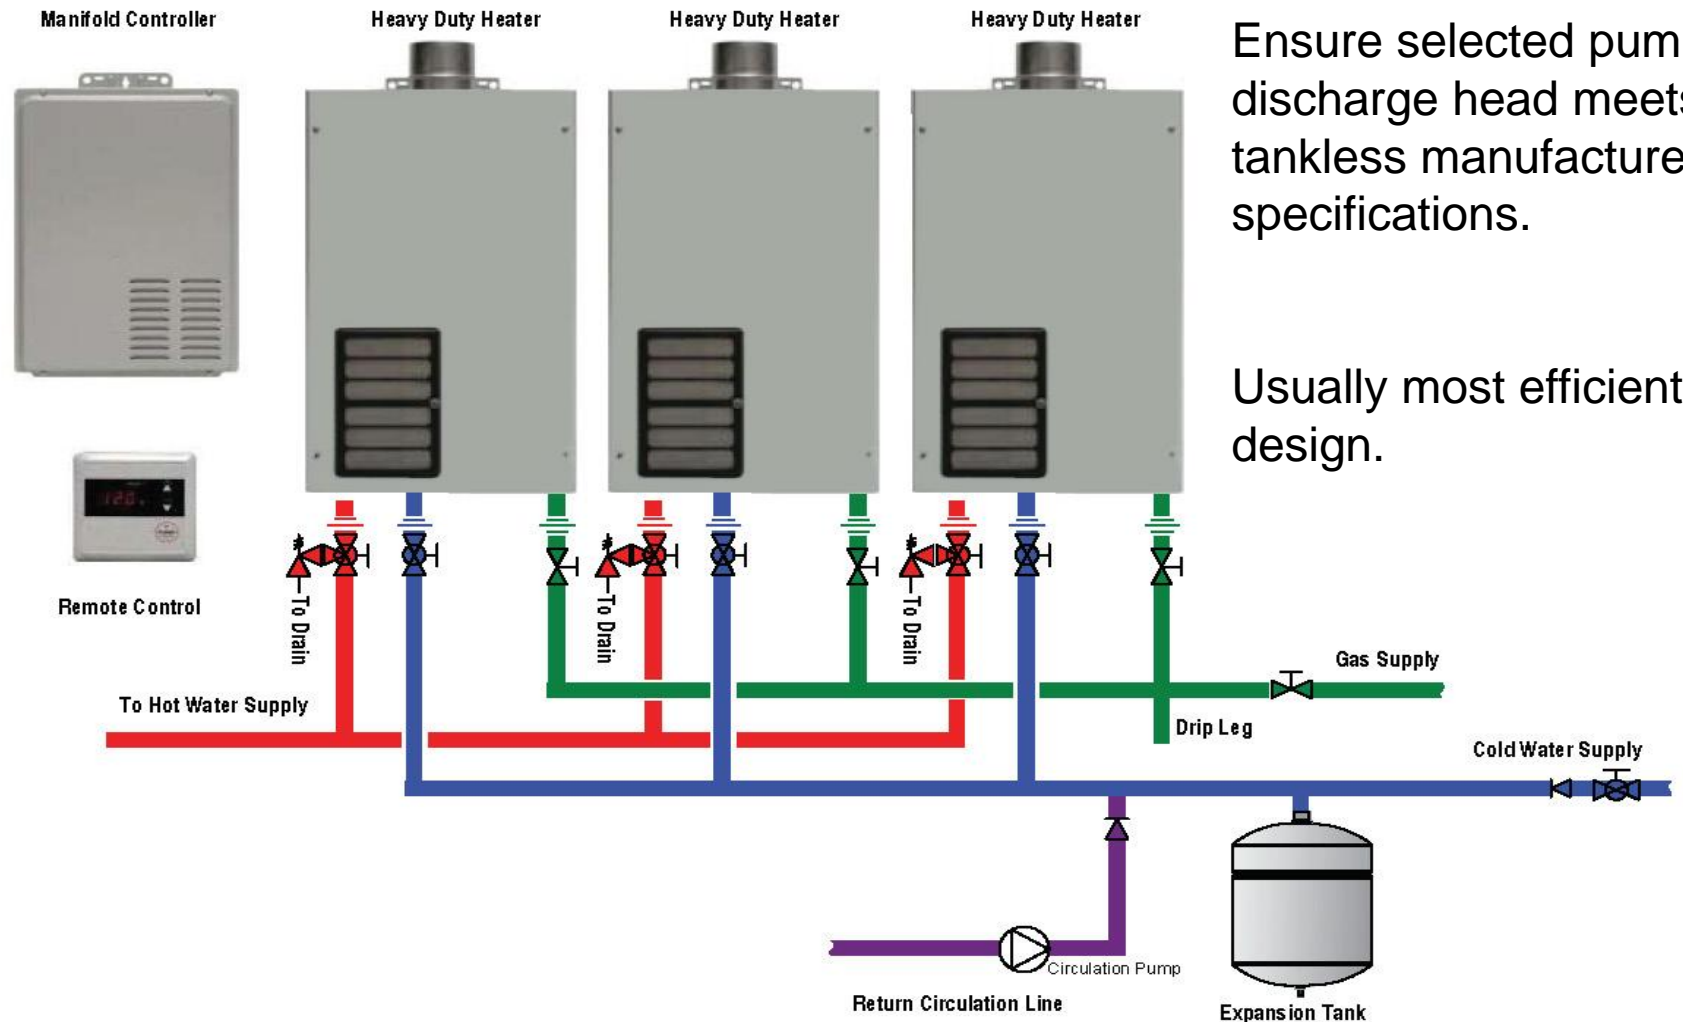 Manifold Controller
Heavy Duty Heater
Heavy Duty Heater
Heavy Duty Heater
Ensure selected pum
discharge head meets
tankless manufacture
specifications.
Usually most efficient
design.
Remote Control
To Drain
To Drain
To Drain
To Hot Water Supply
Gas Supply
Drip Leg
Cold Water Supply
Circulation Pump
Return Circulation Line
Expansion Tank